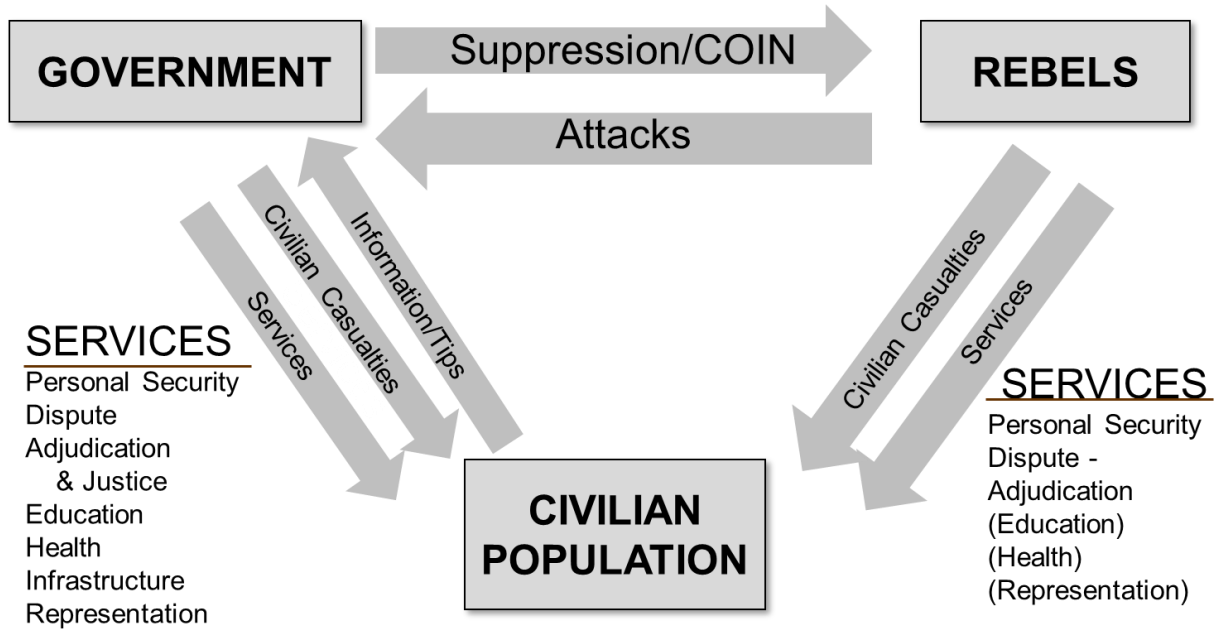 GOVERNMENT
Suppression/COIN
REBELS
Attacks
Services
Civilian Casualties
Information/Tips
Civilian Casualties
Services
SERVICES
Personal Security
Dispute
Adjudication
& Justice
Education
Health
Infrastructure
Representation
CIVILIAN
POPULATION
SERVICES
Personal Security
Dispute -
Adjudication
(Education)
(Health)
(Representation)